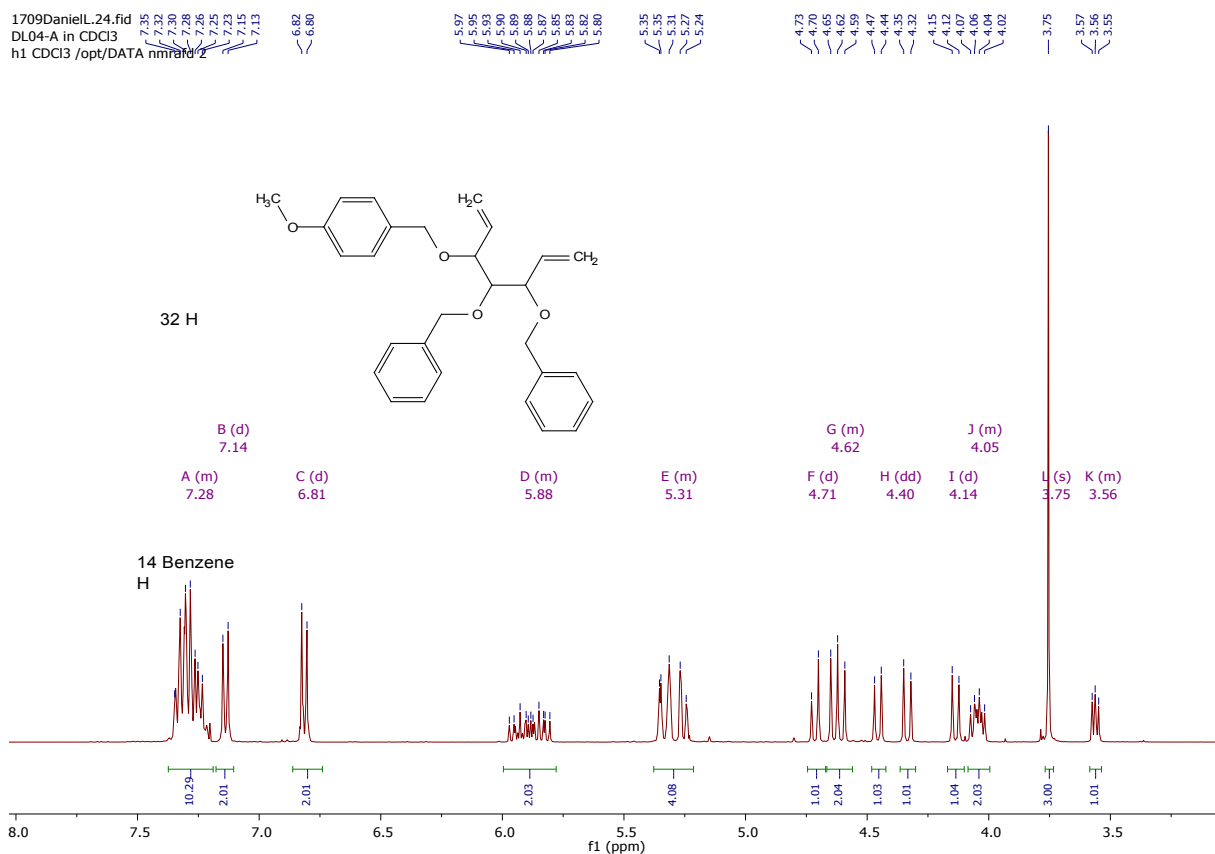 1709DanielL.24.fid
DL04-A in CDCl3
h1 CDCl3 /opt/DATA nmrafd 2
7.35
7.32
7.30
7.28
7.26
7.25
7.23
7.15
7.13
6.82
6.80
5.97
5.95
5.93
5.90
5.89
5.88
5.87
5.85
5.83
5.82
5.80
5.35
5.35
5.31
5.27
5.24
4.73
4.70
4.65
4.62
4.59
4.47
4.44
4.35
4.32
4.15
4.12
4.07
4.06
4.04
4.02
3.75
3.57
3.56
3.55
H3C
O
H2C
CH2
O
O
O
32 H
B (d)
7.14
G (m)
4.62
J (m)
4.05
A (m)
7.28
C (d)
6.81
D (m)
5.88
E (m)
5.31
F (d)
4.71
H (dd)
4.40
I (d)
4.14
L (s)
3.75
K (m)
3.56
14 Benzene
H
10.29
2.01
2.01
2.03
4.08
1.01
2.04
1.03
1.01
1.04
2.03
3.00
1.01
8.0 7.5 7.0 6.5 6.0 5.5 5.0 4.5 4.0 3.5
f1 (ppm)